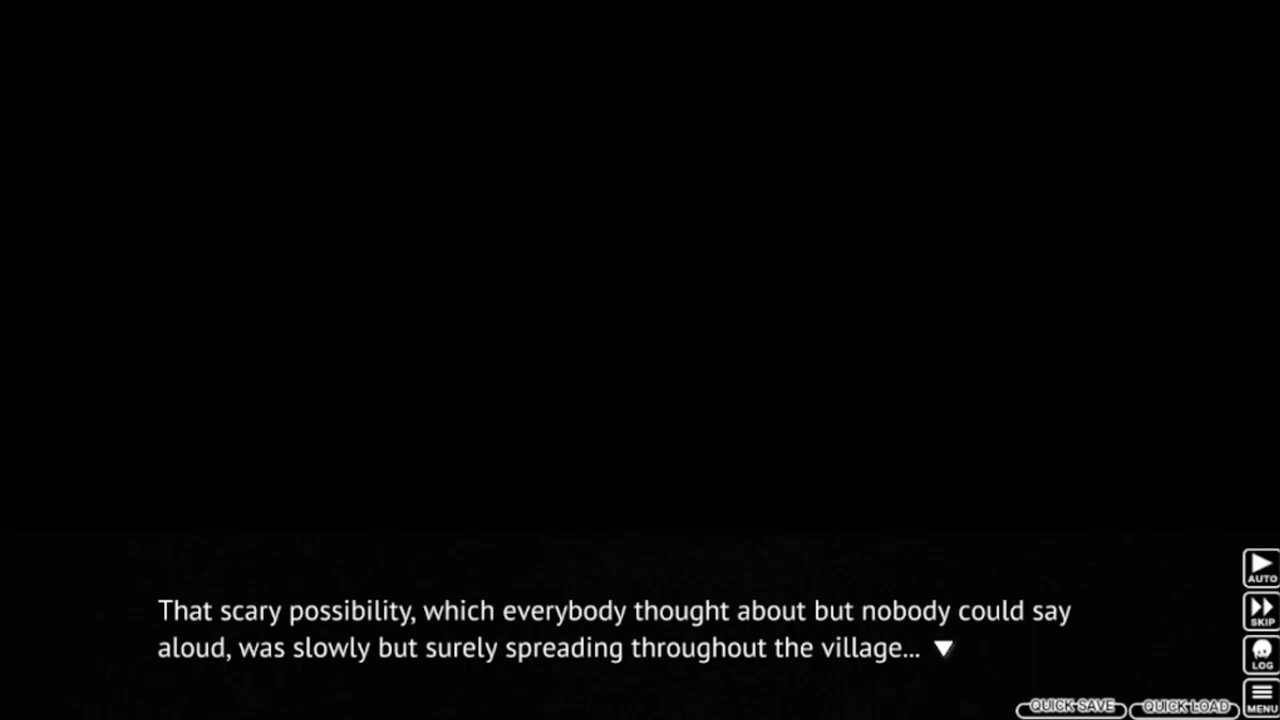 That scary possibility, which everybody thought about but nobody could say
aloud, was slowly but surely spreading throughout the village...
AUTO
SKIP
LOG
MENU
QUICK SAVE
QUICK LOAD